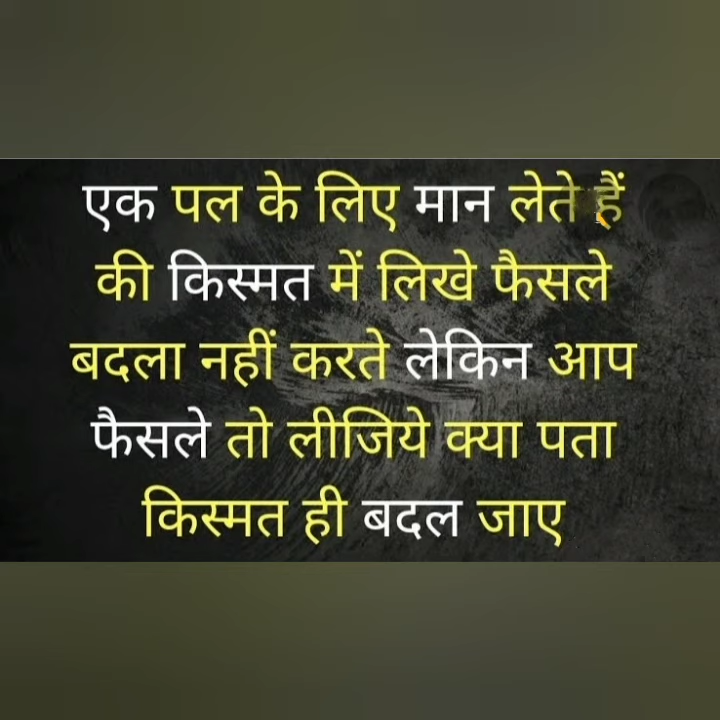 एक पल के लिए मान लेते हैं
की किस्मत में लिखे फैसले
बदला नहीं करते लेकिन आप
फैसले तो लीजिये क्या पता
किस्मत ही बदल जाए